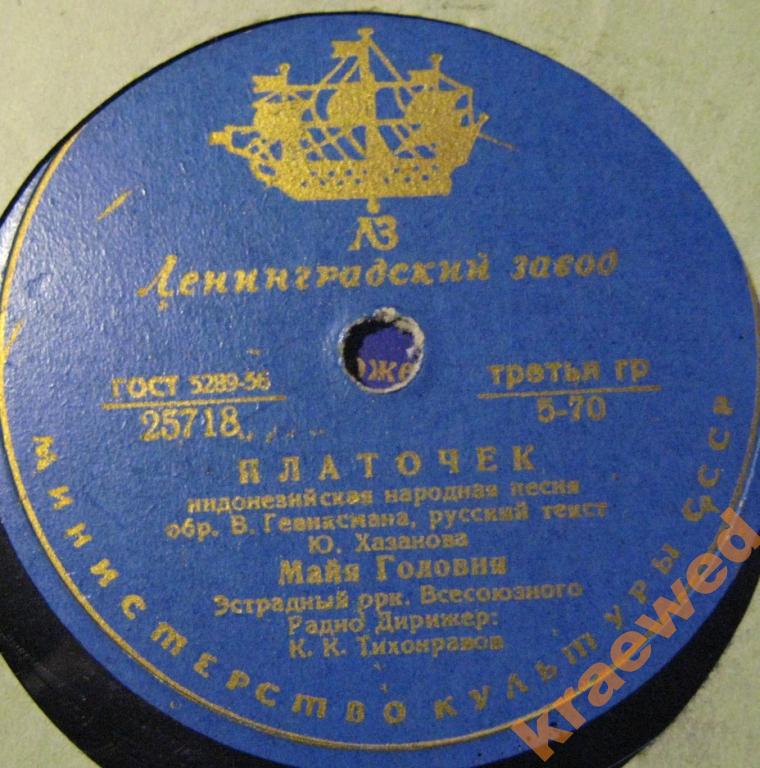 ЛЗ
Ленинградский завод
ГОСТ 5289-56
25718
третья гр
5-70
ПЛАТОЧЕК
индонезийская народная песня
обр. В. Гевиксмана, русский текст
Ю. Хазанова
Майя Головня
Эстрадный орк. Всесоюзного
Радио Дирижер:
К. К. Тихонравов
МИНИСТЕРСТВО КУЛЬТУРЫ СССР
kraewed